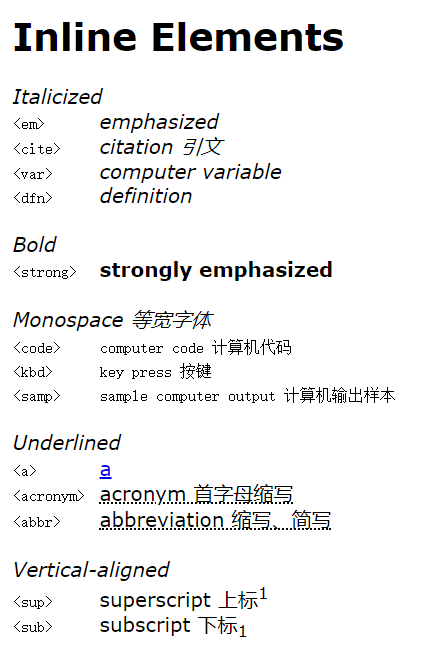 Inline Elements
Italicized
<em> emphasized
<cite> citation 引文
<var> computer variable
<dfn> definition
Bold
<strong> strongly emphasized
Monospace 等宽字体
<code> computer code 计算机代码
<kbd> key press 按键
<samp> sample computer output 计算机输出样本
Underlined
<a> a
<acronym> acronym 首字母缩写
<abbr> abbreviation 缩写、简写
Vertical-aligned
<sup> superscript 上标1
<sub> subscript 下标1